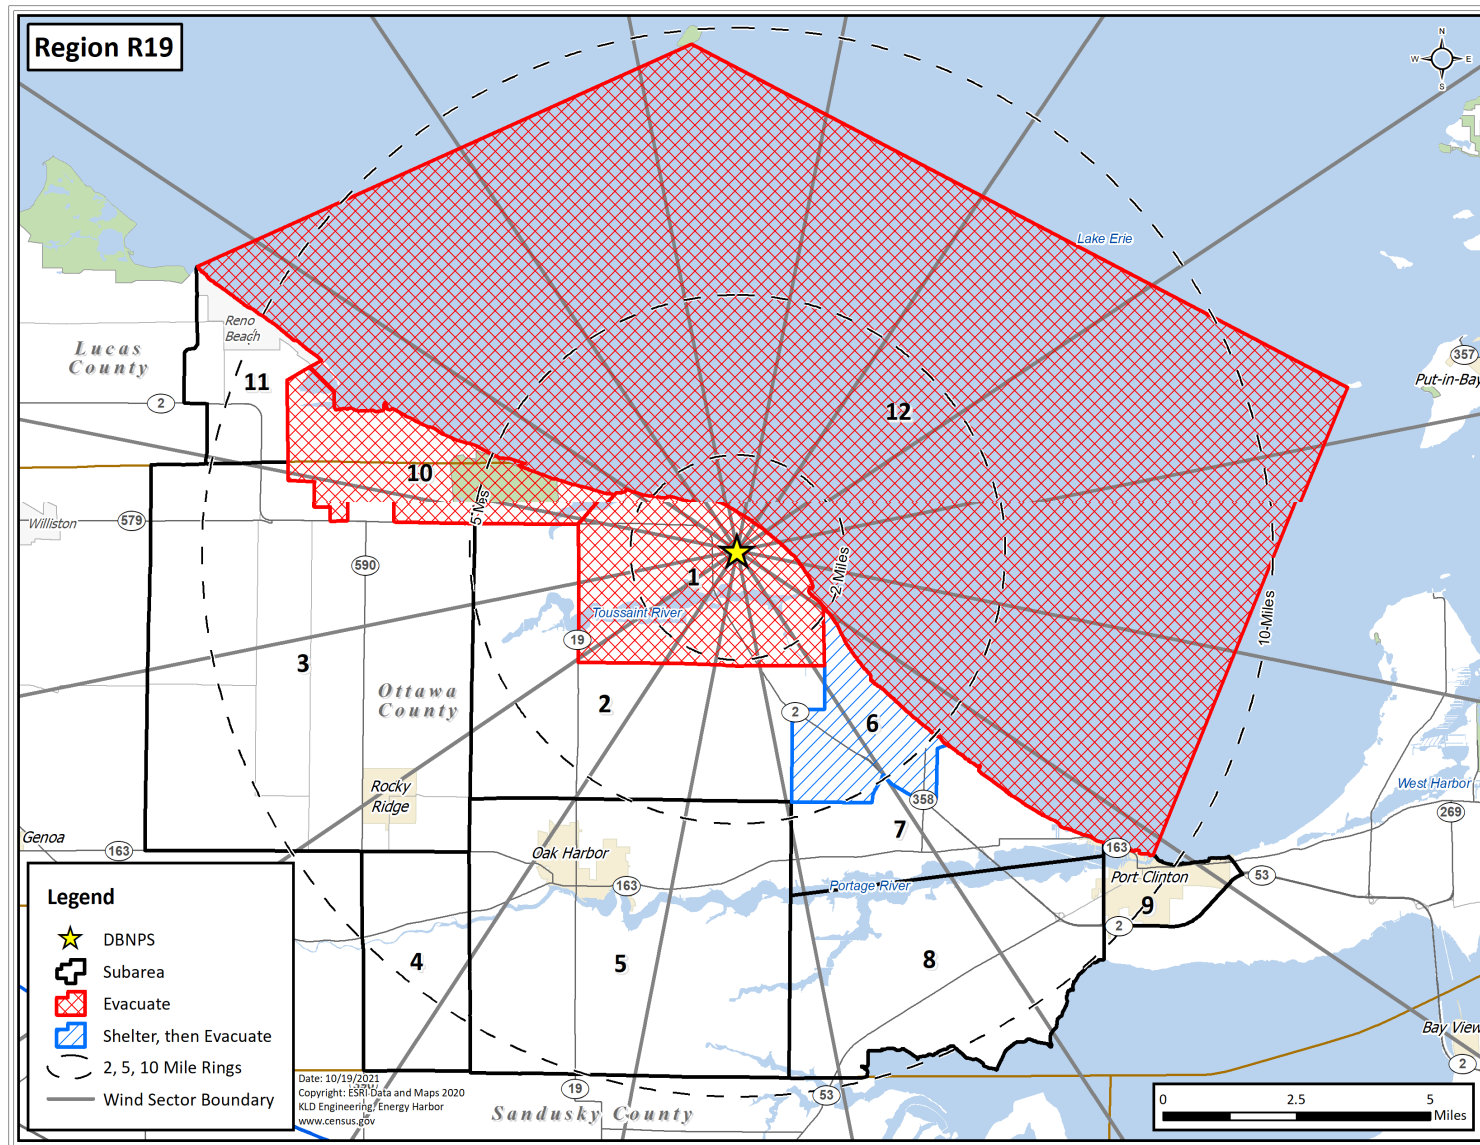 Region R19
N
W
E
S
Lake Erie
Reno
Beach
Lucas
County
11
2
12
357
Put-in-Bay
10
5 Miles
Williston
579
590
1
2 Miles
Toussaint River
19
10 Miles
3
Ottawa
County
2
2
6
Rocky
Ridge
358
7
West Harbor
269
Genoa
163
Oak Harbor
163
163
Port Clinton
53
Portage River
9
2
4
5
8
Bay View
2
19
53
Sandusky County
Legend
DBNPS
Subarea
Evacuate
Shelter, then Evacuate
2, 5, 10 Mile Rings
Wind Sector Boundary
Date: 10/19/2021
Copyright: ESRI Data and Maps 2020
KLD Engineering, Energy Harbor
www.census.gov
0 2.5 5
Miles